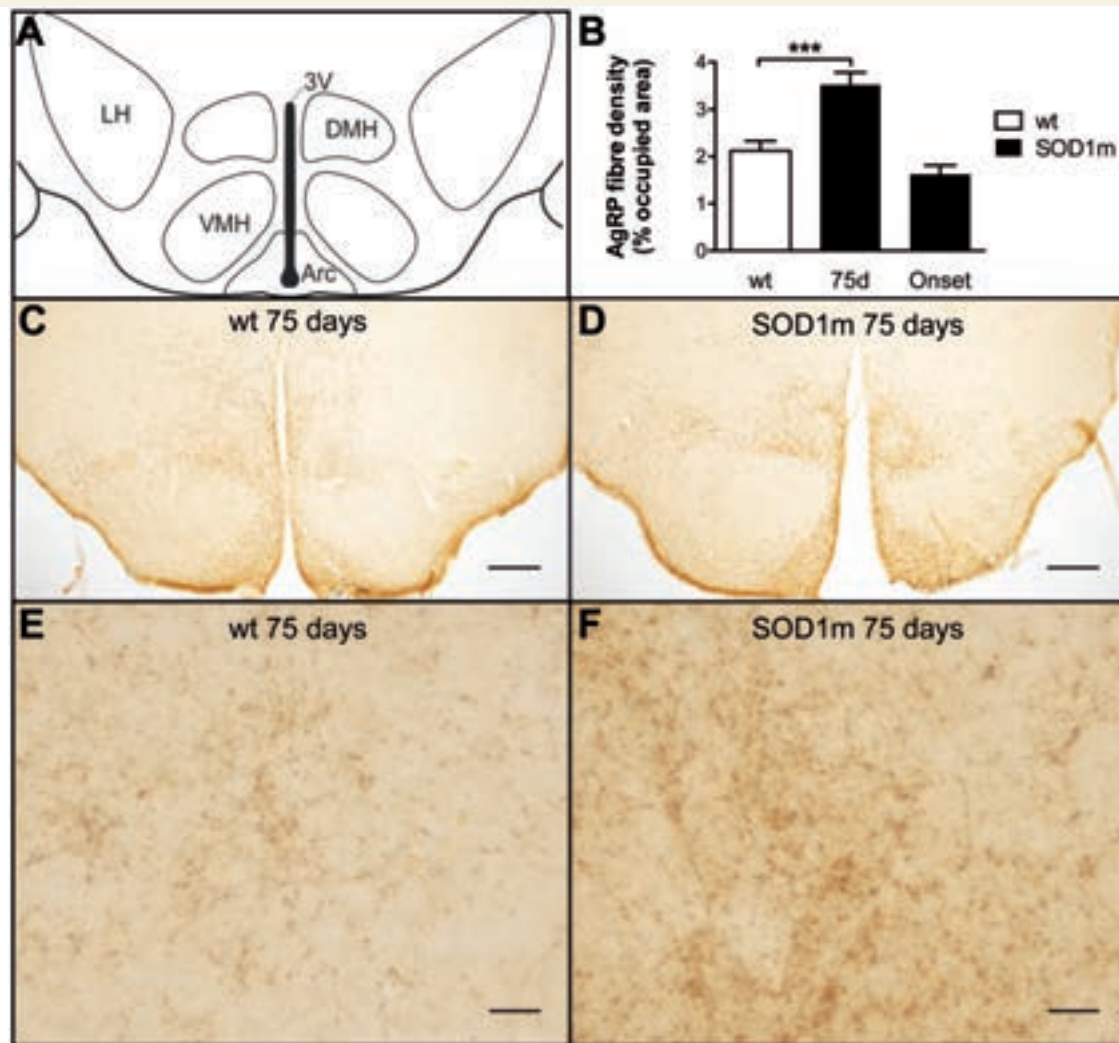 A
3V
LH
DMH
VMH
Arc
B
***
AgRP fibre density
(% occupied area)
4
3
2
1
0
wt
75d
Onset
wt
SOD1m
C
wt 75 days
D
SOD1m 75 days
E
wt 75 days
F
SOD1m 75 days